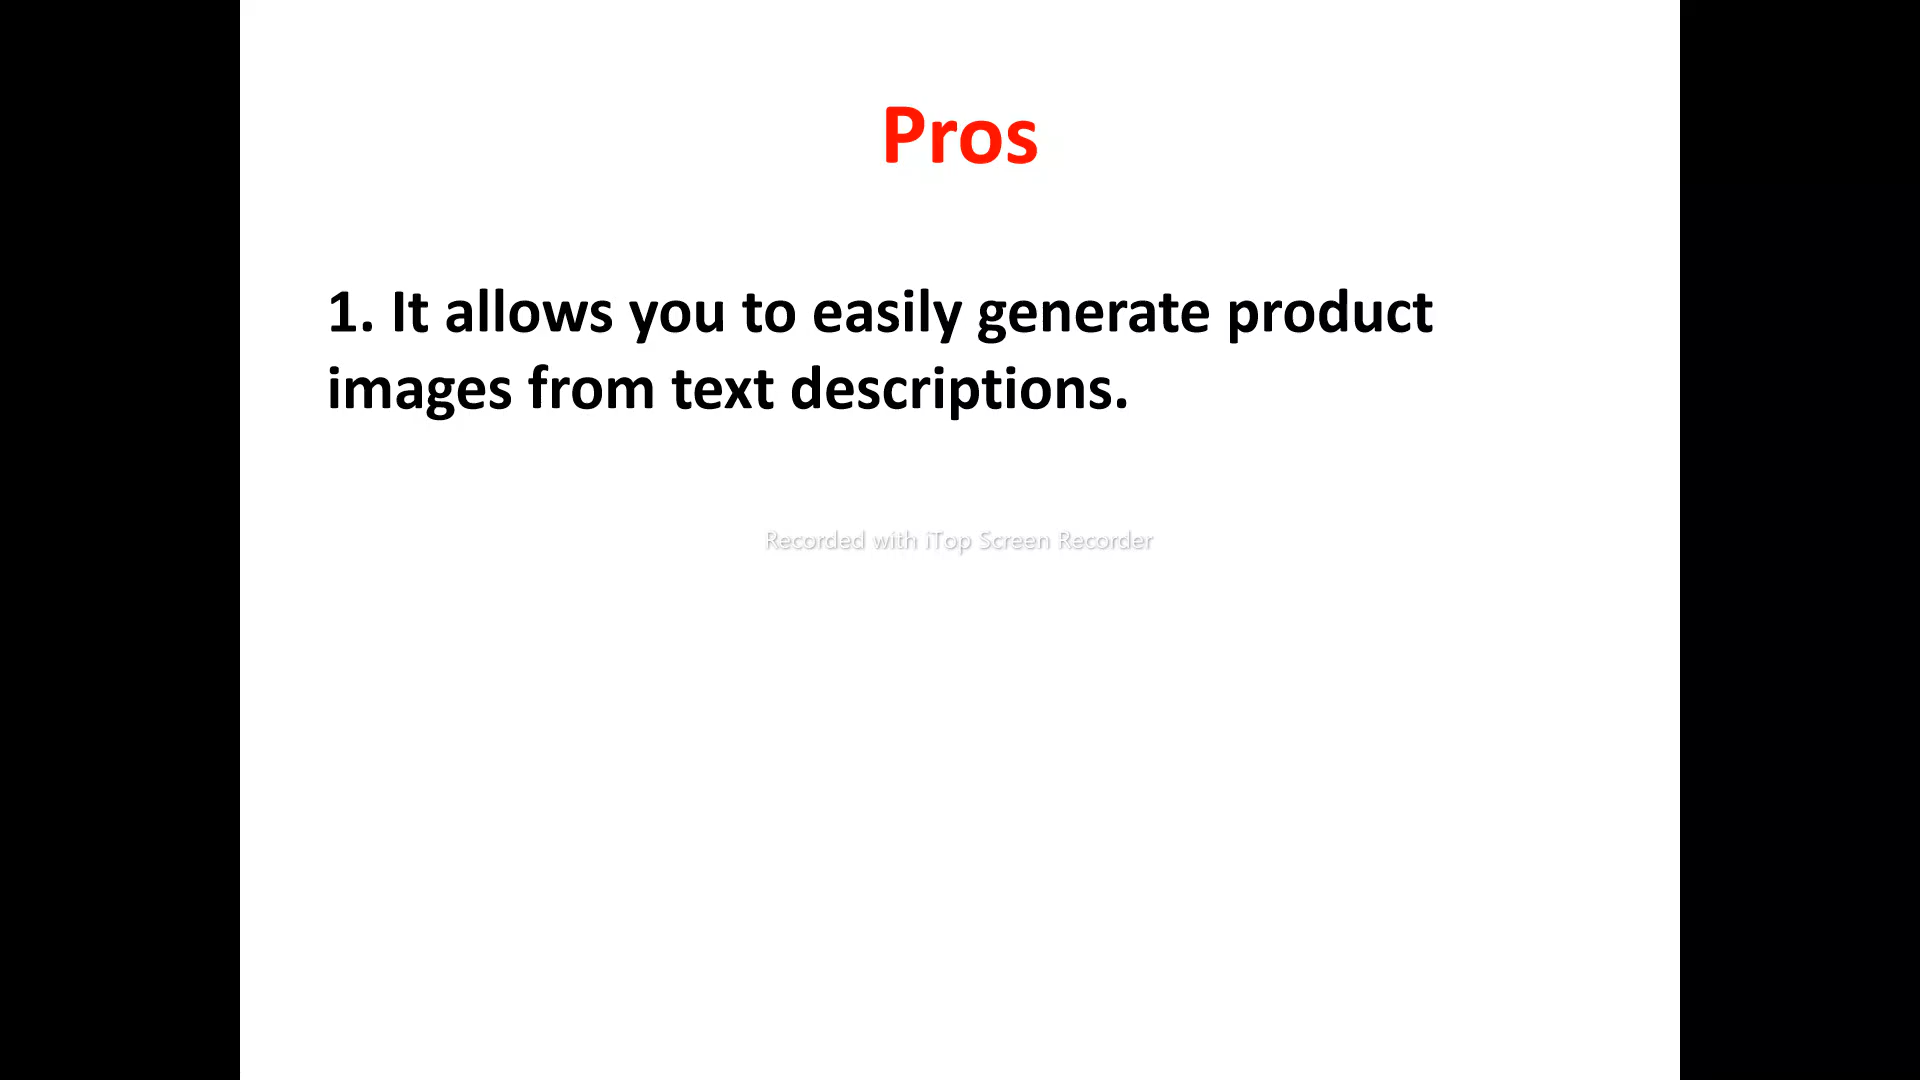 Pros
1. It allows you to easily generate product
images from text descriptions.
Recorded with iTop Screen Recorder